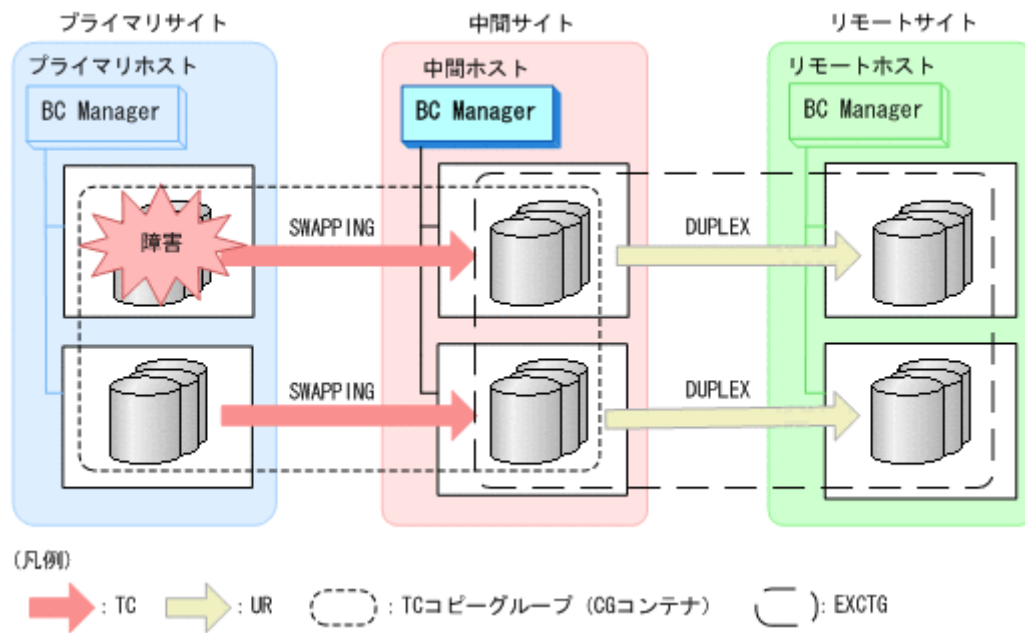 プライマリサイト
中間サイト
リモートサイト
プライマリホスト
中間ホスト
リモートホスト
BC Manager
BC Manager
BC Manager
障害
SWAPPING
DUPLEX
SWAPPING
DUPLEX
(凡例)
: TC
: UR
: TCコピーグループ (CGコンテナ)
: EXCTG